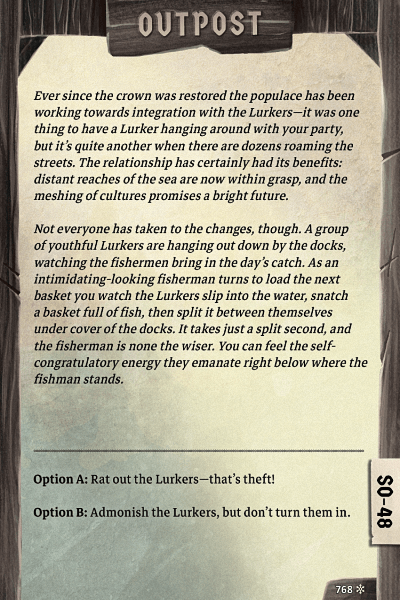 OUTPOST
Ever since the crown was restored the populace has been
working towards integration with the Lurkers—it was one
thing to have a Lurker hanging around with your party,
but it's quite another when there are dozens roaming the
streets. The relationship has certainly had its benefits:
distant reaches of the sea are now within grasp, and the
meshing of cultures promises a bright future.
Not everyone has taken to the changes, though. A group
of youthful Lurkers are hanging out down by the docks,
watching the fishermen bring in the day's catch. As an
intimidating-looking fisherman turns to load the next
basket you watch the Lurkers slip into the water, snatch
a basket full of fish, then split it between themselves
under cover of the docks. It takes just a split second, and
the fisherman is none the wiser. You can feel the self-
congratulatory energy they emanate right below where the
fishman stands.
Option A: Rat out the Lurkers—that's theft!
Option B: Admonish the Lurkers, but don't turn them in.
SO-48
768 ✻